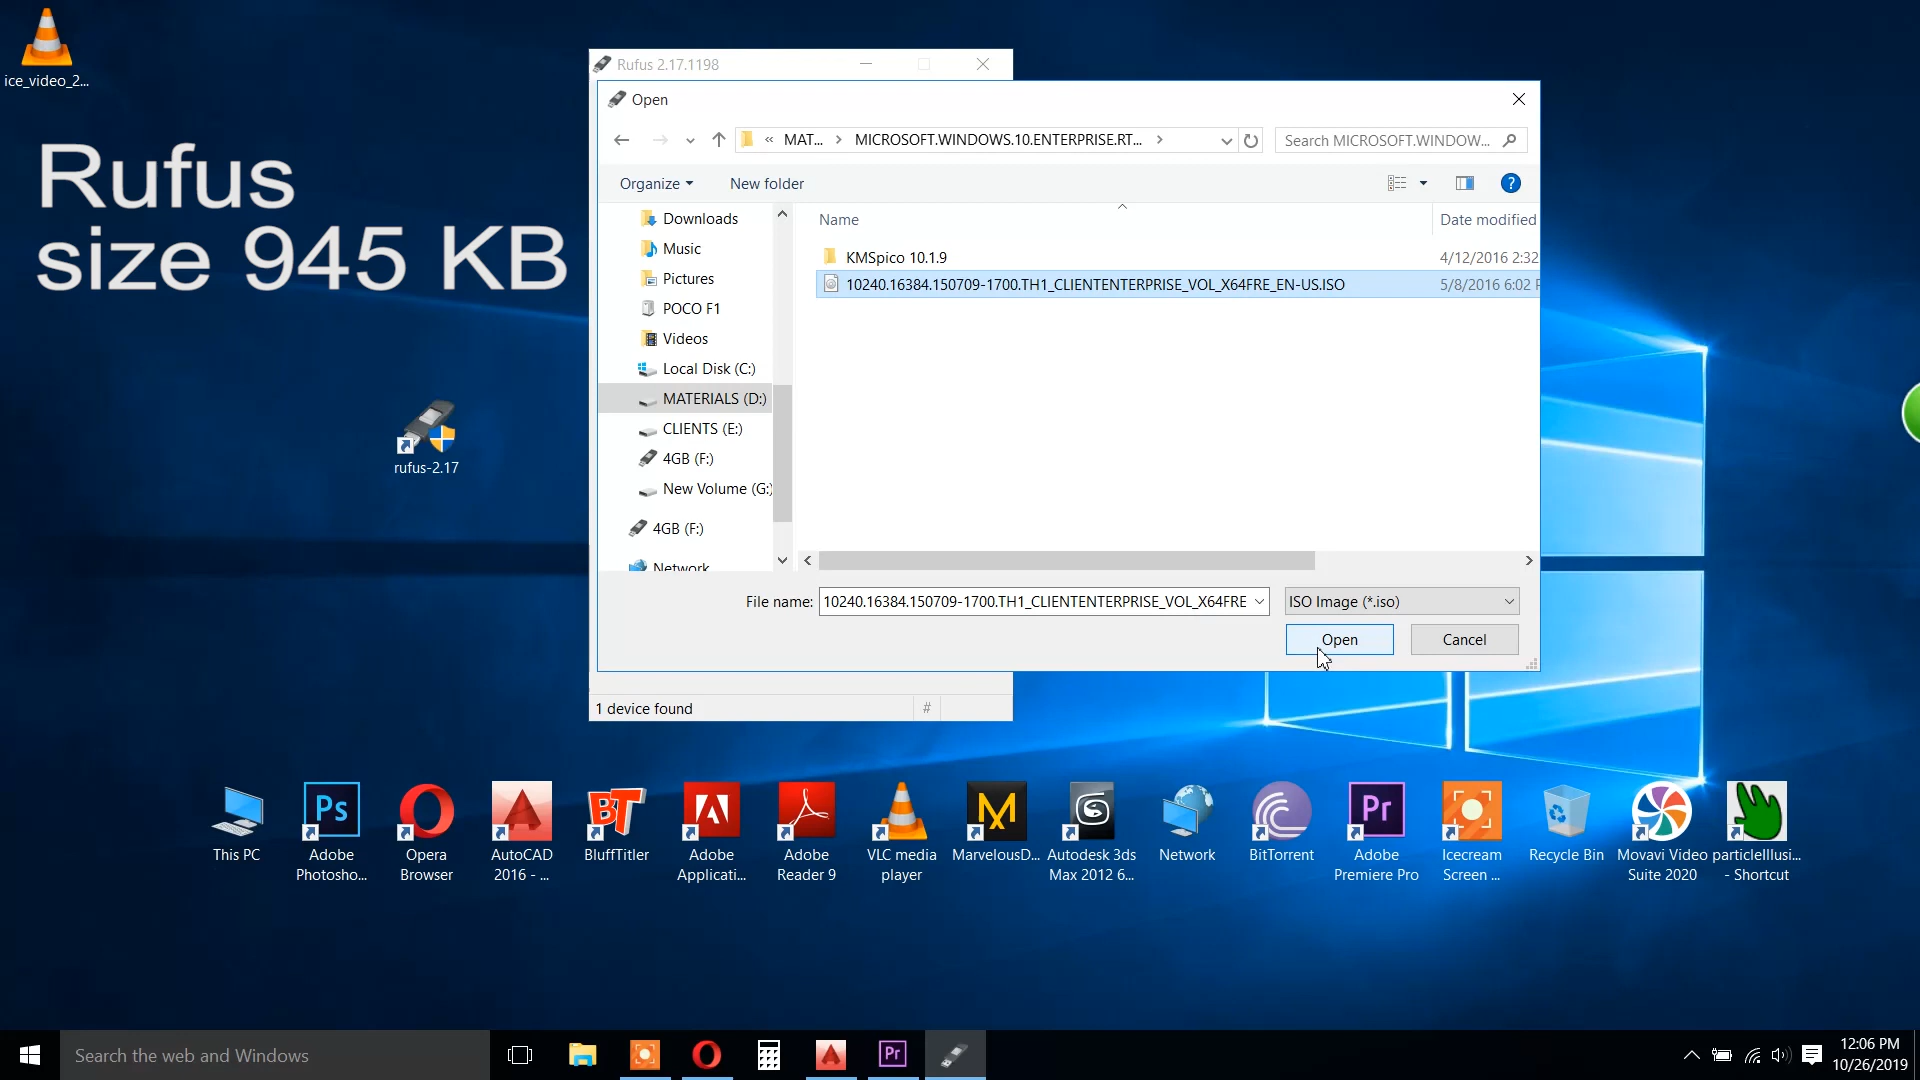 ice_video_2...
Rufus
size 945 KB
rufus-2.17
Rufus 2.17.1198
Open
« MAT... > MICROSOFT.WINDOWS.10.ENTERPRISE.RT... >
Search MICROSOFT.WINDOW...
Organize
New folder
?
Downloads
Music
Pictures
POCO F1
Videos
Local Disk (C:)
MATERIALS (D:)
CLIENTS (E:)
4GB (F:)
New Volume (G:)
4GB (F:)
Network
Name
Date modified
KMSpico 10.1.9
4/12/2016 2:32
10240.16384.150709-1700.TH1_CLIENTENTERPRISE_VOL_X64FRE_EN-US.ISO
5/8/2016 6:02 P
File name:
10240.16384.150709-1700.TH1_CLIENTENTERPRISE_VOL_X64FRE
ISO Image (*.iso)
Open
Cancel
1 device found
#
This PC
Adobe
Photosho...
Opera
Browser
AutoCAD
2016 - ...
BluffTitler
Adobe
Applicati...
Adobe
Reader 9
VLC media
player
MarvelousD...
Autodesk 3ds
Max 2012 6...
Network
BitTorrent
Adobe
Premiere Pro
Icecream
Screen ...
Recycle Bin
Movavi Video
Suite 2020
particleIllusi...
- Shortcut
Ps
BT
M
Pr
Search the web and Windows
Pr
12:06 PM
10/26/2019